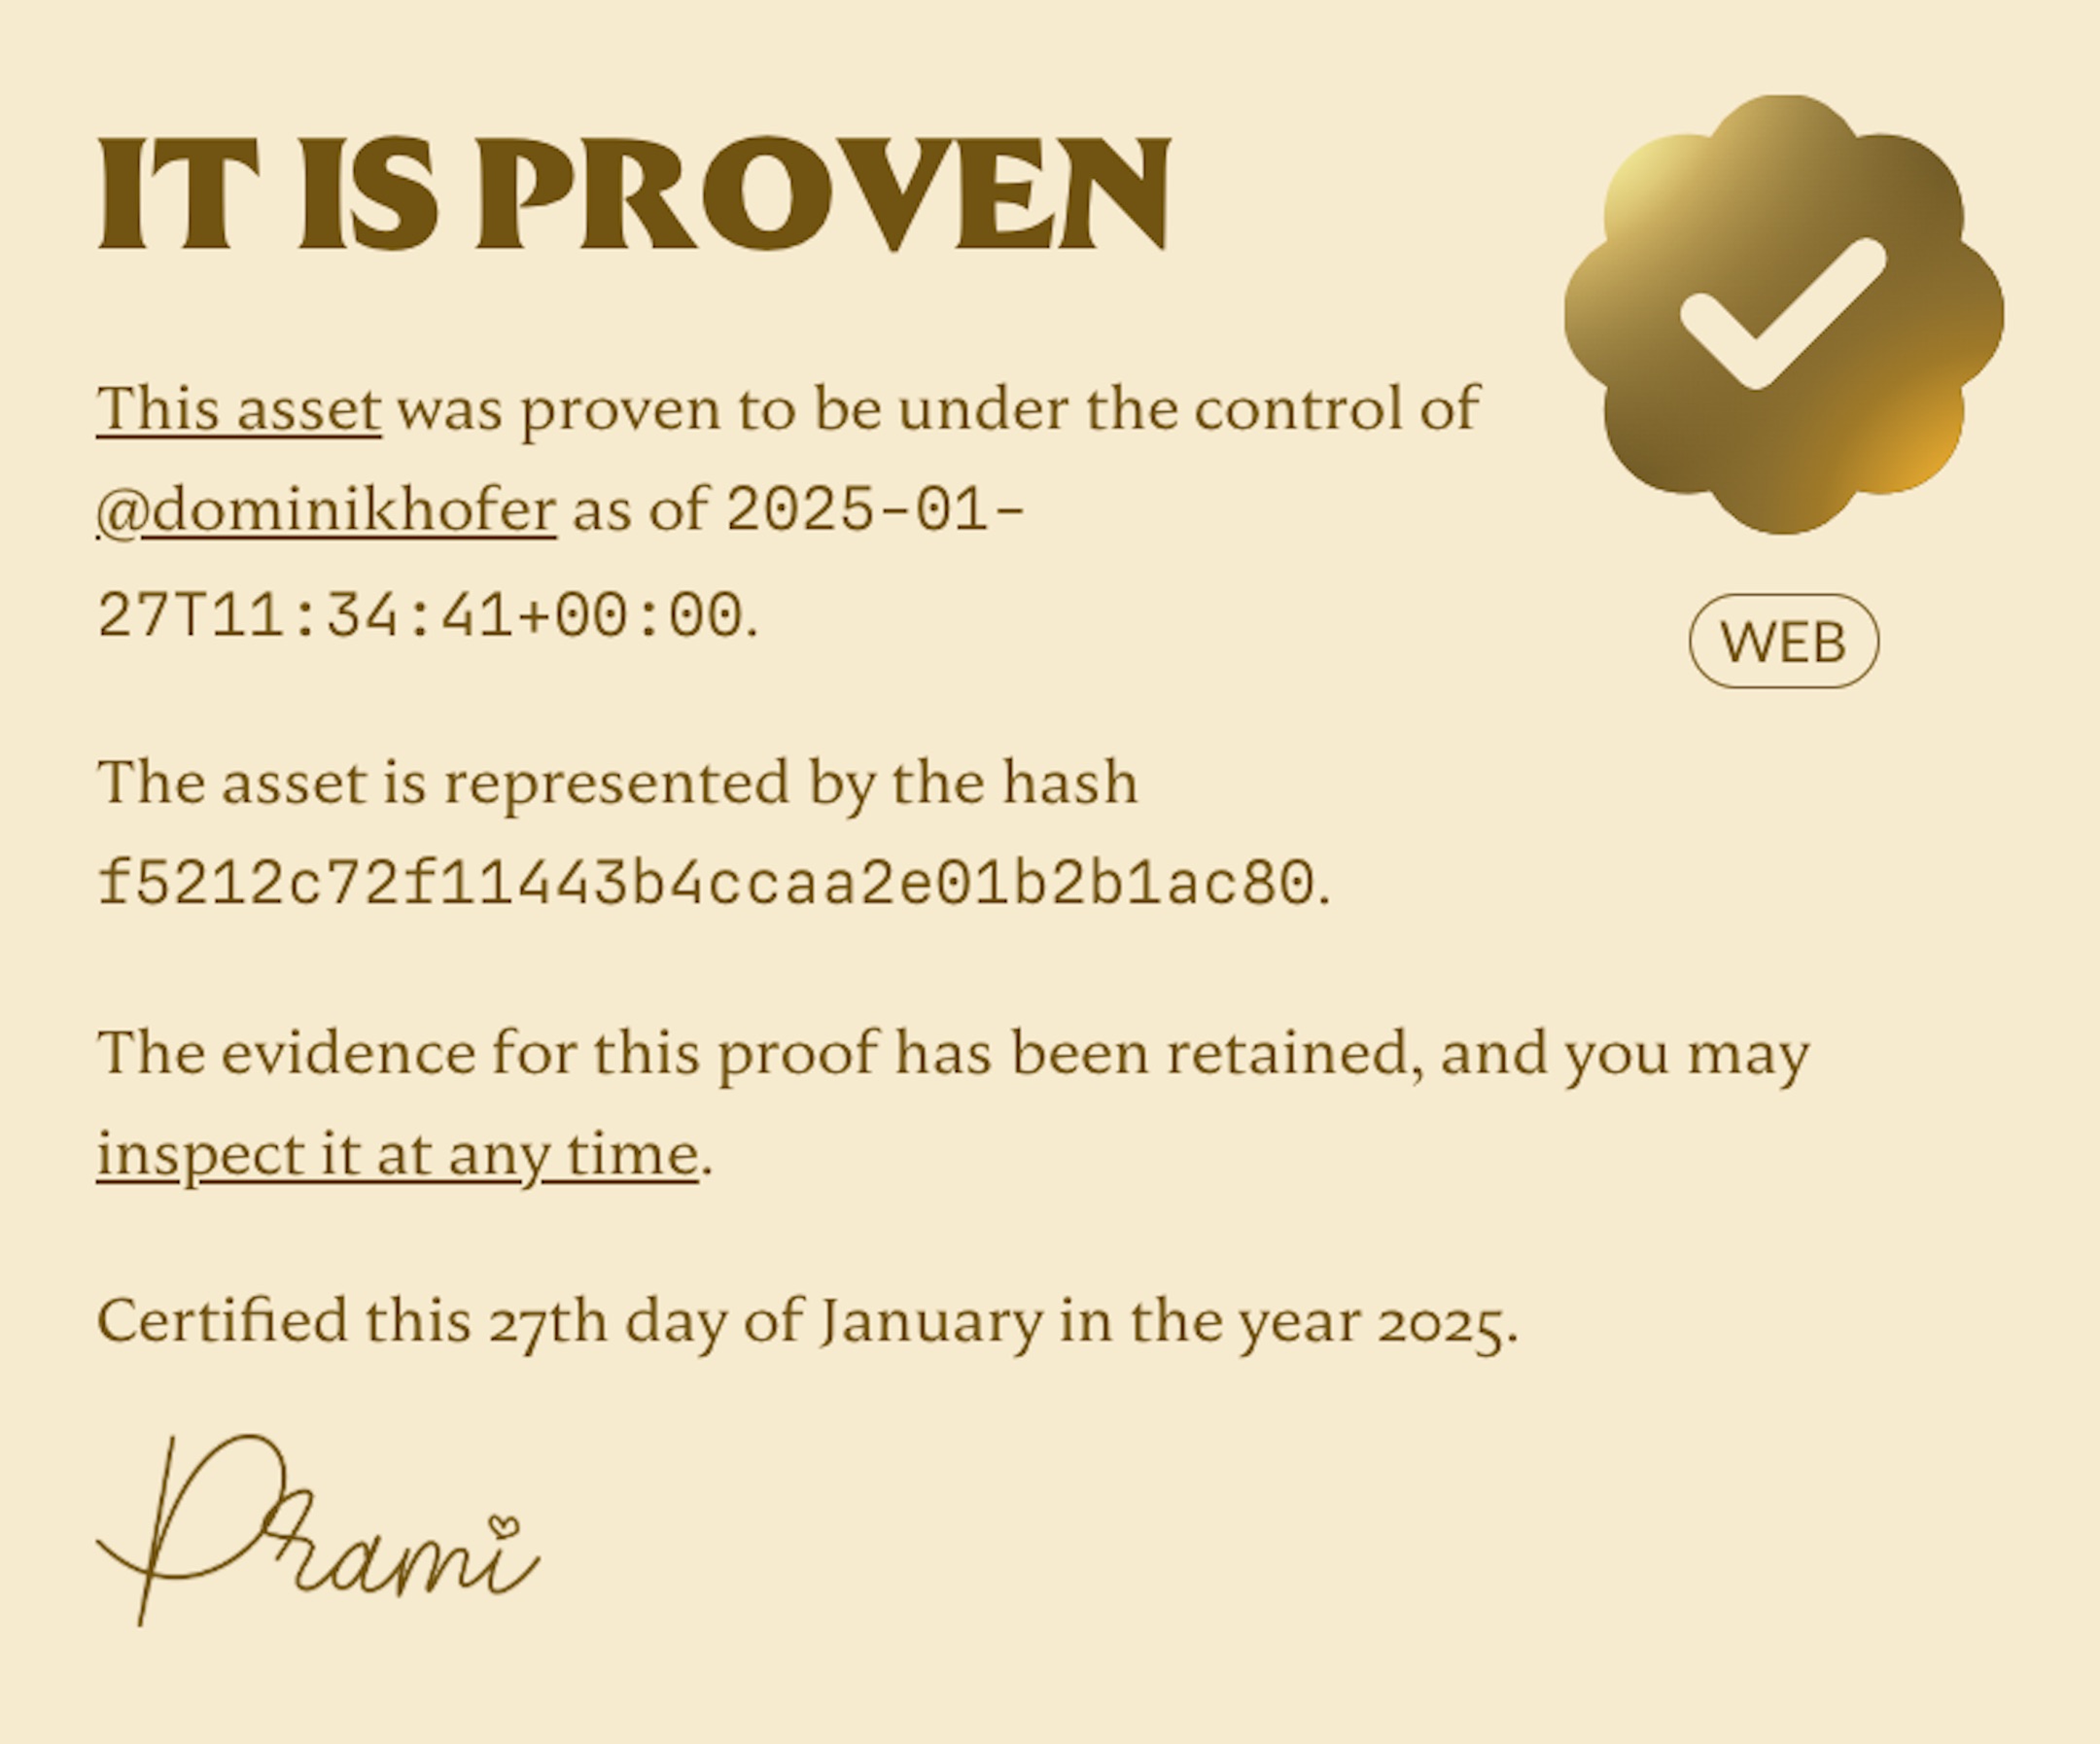 IT IS PROVEN
This asset was proven to be under the control of
@dominikhofer as of 2025-01-
27T11:34:41+00:00.
WEB
The asset is represented by the hash
f5212c72f11443b4ccaa2e01b2b1ac80.
The evidence for this proof has been retained, and you may
inspect it at any time.
Certified this 27th day of January in the year 2025.
Prami